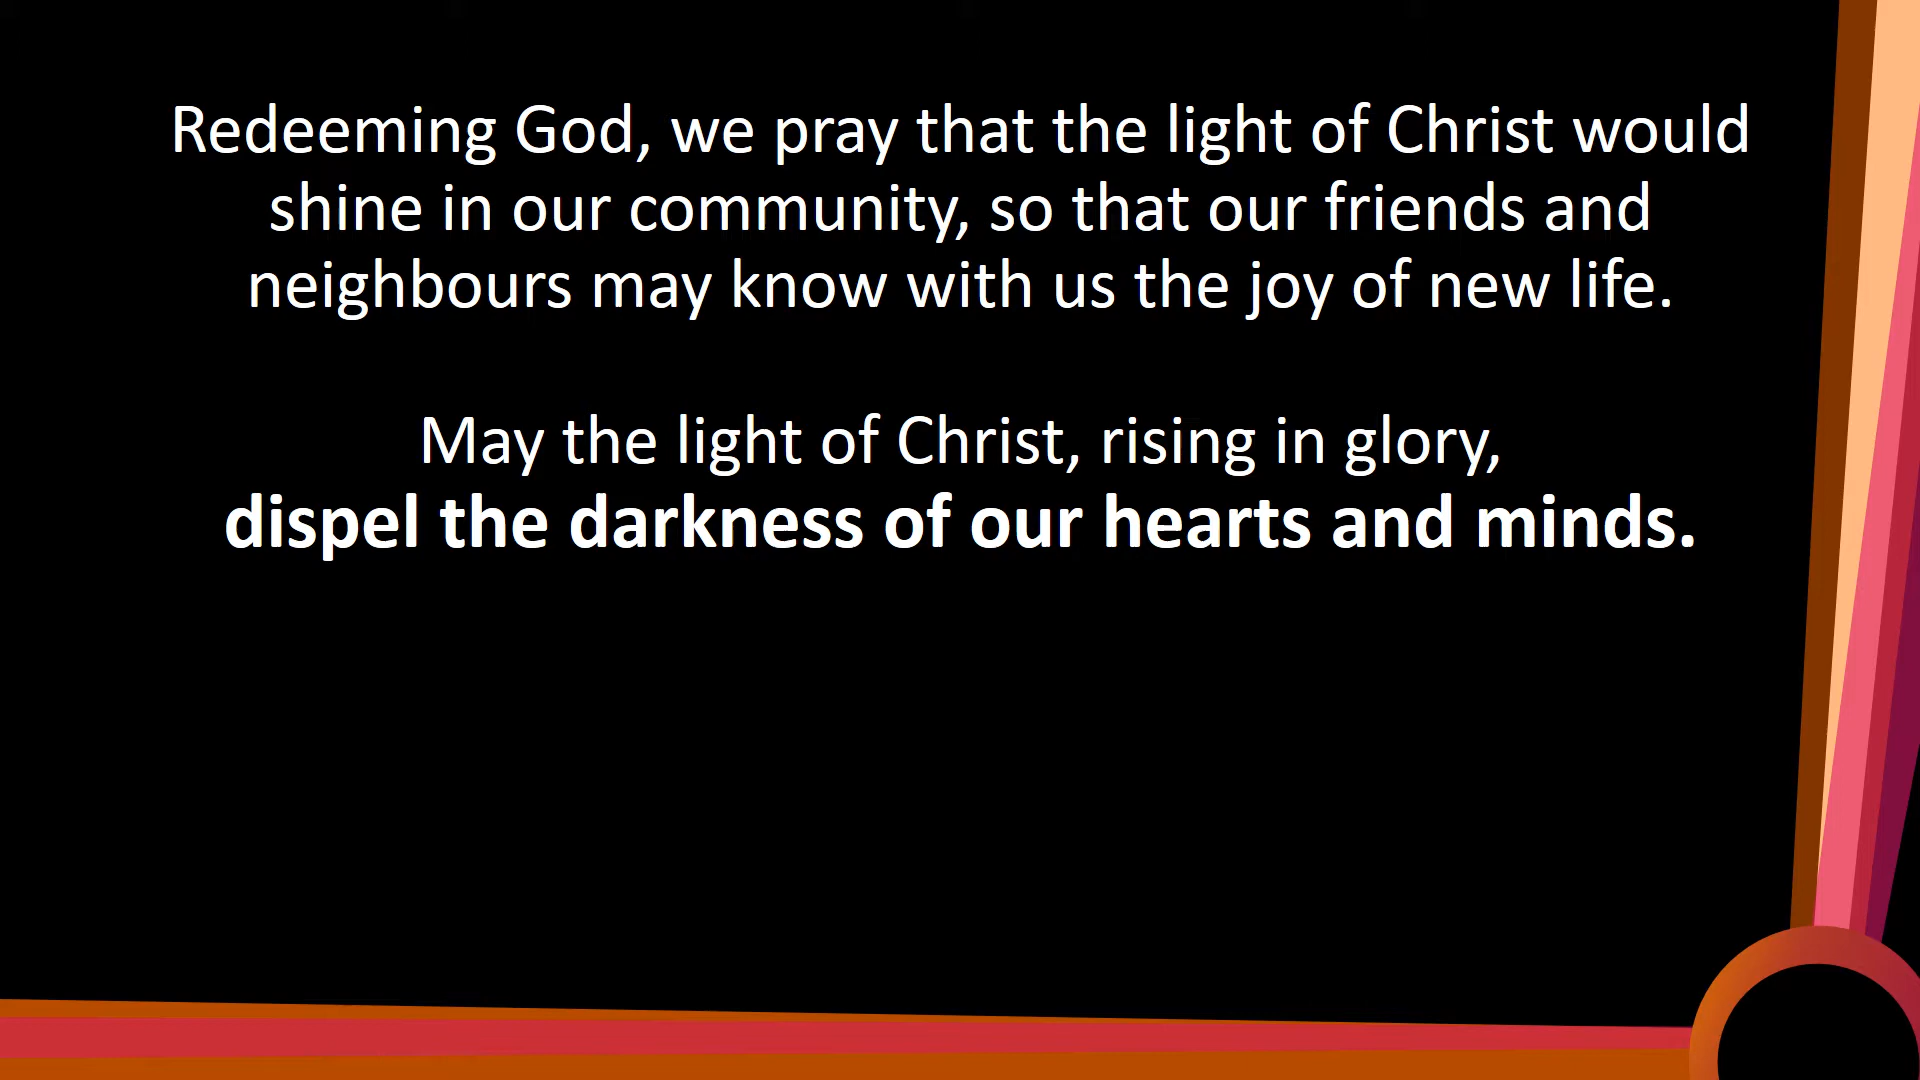 Redeeming God, we pray that the light of Christ would
shine in our community, so that our friends and
neighbours may know with us the joy of new life.
May the light of Christ, rising in glory,
dispel the darkness of our hearts and minds.